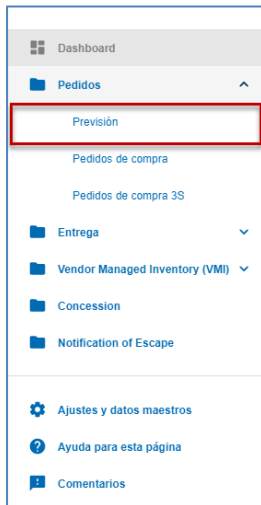 Dashboard
Pedidos
Previsión
Pedidos de compra
Pedidos de compra 3S
Entrega
Vendor Managed Inventory (VMI)
Concession
Notification of Escape
Ajustes y datos maestros
Ayuda para esta página
Comentarios